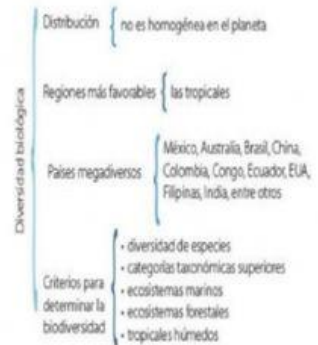 Diversidad biológica
Distribución
no es homogénea en el planeta
Regiones más favorables
las tropicales
Países megadiversos
México, Australia, Brasil, China,
Colombia, Congo, Ecuador, EUA,
Filipinas, India, entre otros
Criterios para
determinar la
biodiversidad
• diversidad de especies
• categorías taxonómicas superiores
• ecosistemas marinos
• ecosistemas forestales
• tropicales húmedos